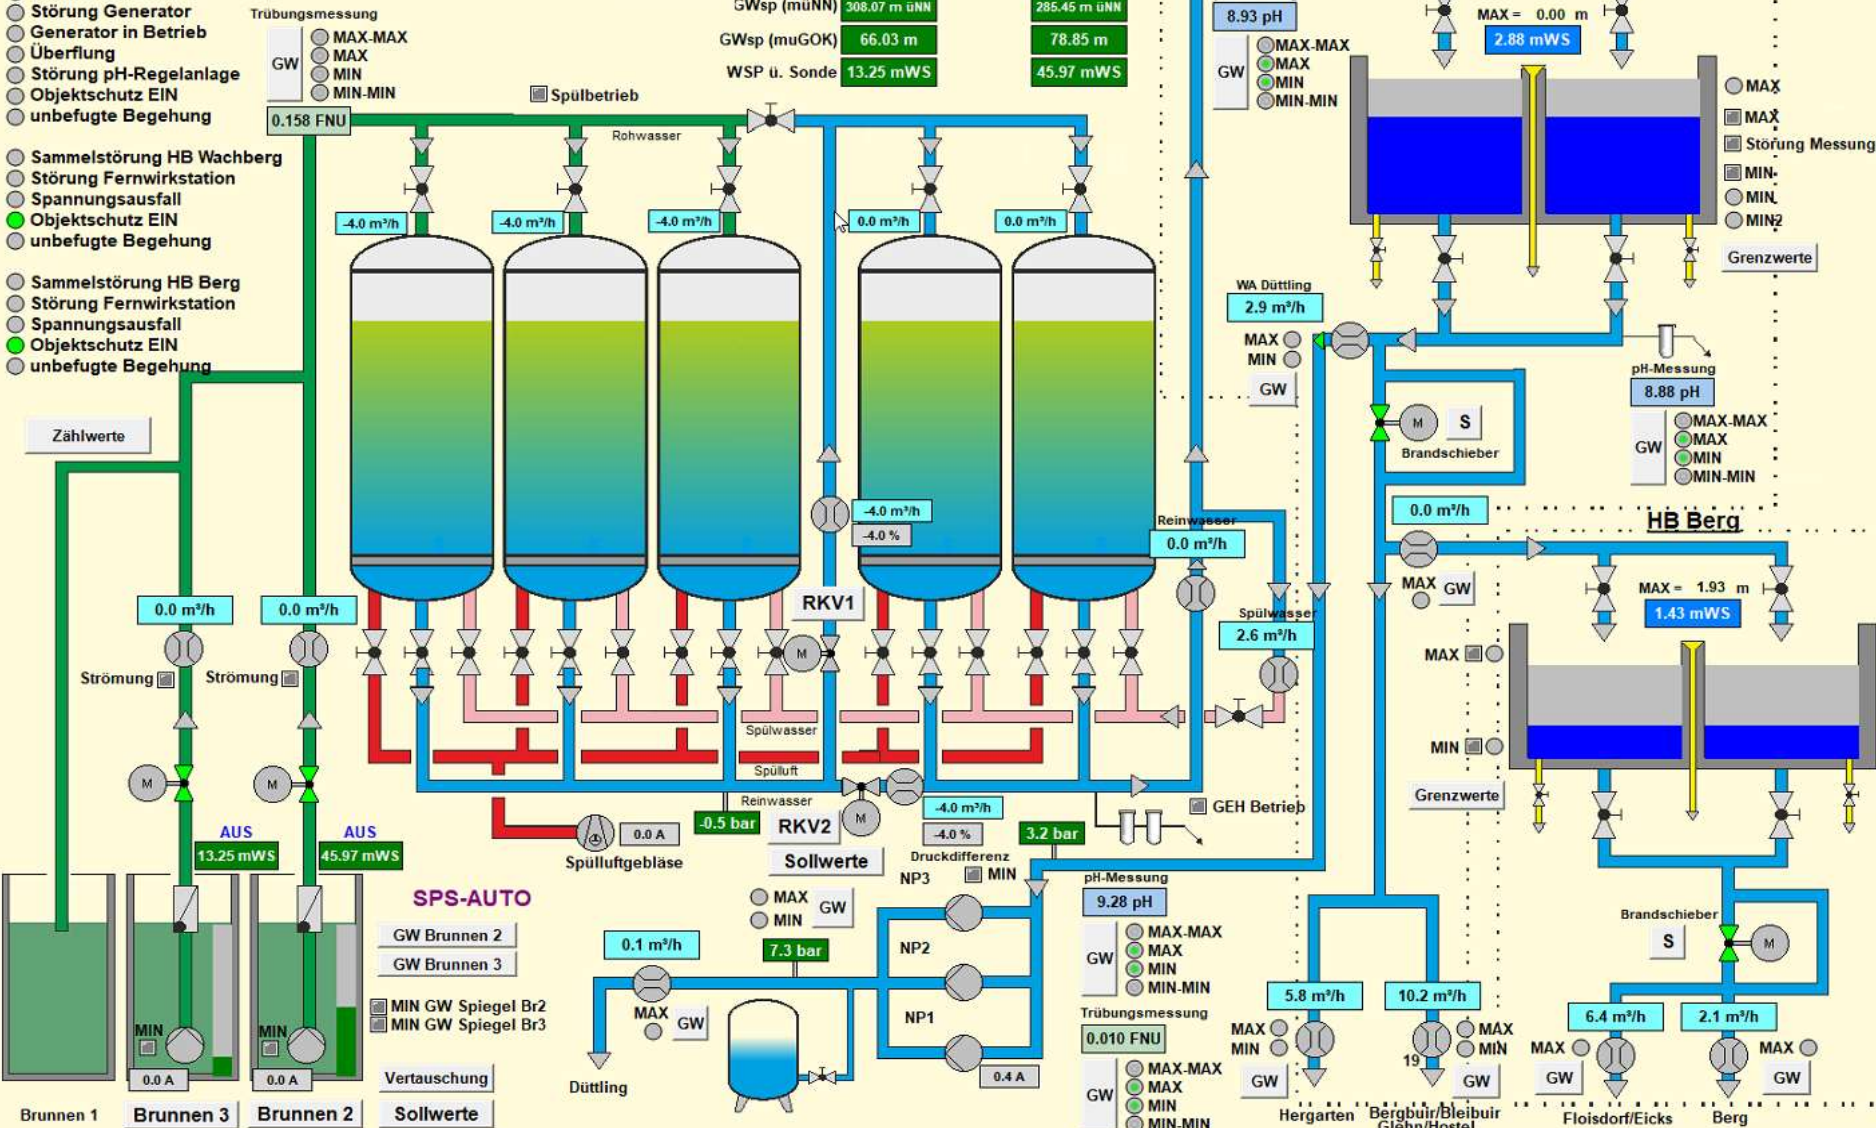 Störung Generator
Generator in Betrieb
Überflung
Störung pH-Regelanlage
Objektschutz EIN
unbefugte Begehung
Sammelstörung HB Wachberg
Störung Fernwirkstation
Spannungsausfall
Objektschutz EIN
unbefugte Begehung
Sammelstörung HB Berg
Störung Fernwirkstation
Spannungsausfall
Objektschutz EIN
unbefugte Begehung
Trübungsmessung
GW
MAX-MAX
MAX
MIN
MIN-MIN
0.158 FNU
Spülbetrieb
Rohwasser
GWsp (müNN) 308.07 m üNN 285.45 m üNN
GWsp (muGOK) 66.03 m 78.85 m
WSP ü. Sonde 13.25 mWS 45.97 mWS
-4.0 m³/h
-4.0 m³/h
-4.0 m³/h
0.0 m³/h
0.0 m³/h
8.93 pH
GW
MAX-MAX
MAX
MIN
MIN-MIN
MAX = 0.00 m
2.88 mWS
MAX
MAX
Störung Messung
MIN
MIN
MIN2
Grenzwerte
WA Düttling
2.9 m³/h
MAX
MIN
GW
pH-Messung
8.88 pH
GW
MAX-MAX
MAX
MIN
MIN-MIN
M
S
Brandschieber
0.0 m³/h
MAX
GW
HB Berg
MAX = 1.93 m
1.43 mWS
MAX
MIN
Grenzwerte
Brandschieber
S
M
6.4 m³/h
2.1 m³/h
MAX
GW
MAX
GW
Floisdorf/Eicks
Berg
Zählwerte
0.0 m³/h
0.0 m³/h
Strömung
Strömung
M
M
AUS
AUS
13.25 mWS
45.97 mWS
MIN
MIN
0.0 A
0.0 A
Brunnen 1
Brunnen 3
Brunnen 2
SPS-AUTO
GW Brunnen 2
GW Brunnen 3
MIN GW Spiegel Br2
MIN GW Spiegel Br3
Vertauschung
Sollwerte
-4.0 m³/h
-4.0 %
RKV1
M
Reinwasser
0.0 m³/h
Spülwasser
2.6 m³/h
Spülwasser
Spülluft
Reinwasser
-0.5 bar
RKV2
M
Sollwerte
-4.0 m³/h
-4.0 %
0.0 A
Spülluftgebläse
GEH Betrieb
3.2 bar
Druckdifferenz
MIN
MAX
MIN
GW
7.3 bar
0.1 m³/h
MAX
GW
Düttling
NP3
NP2
NP1
0.4 A
pH-Messung
9.28 pH
GW
MAX-MAX
MAX
MIN
MIN-MIN
Trübungsmessung
0.010 FNU
GW
MAX-MAX
MAX
MIN
MIN-MIN
5.8 m³/h
10.2 m³/h
MAX
MIN
GW
19
MAX
MIN
GW
Hergarten
Bergbuir/Bleibuir
Glehn/Hostel